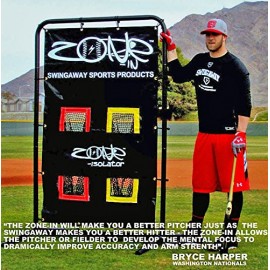 ZONE
IN
SWINGAWAY SPORTS PRODUCTS
ZONE
-isolator
SWINGAWAY
"THE ZONE-IN WILL MAKE YOU A BETTER PITCHER JUST AS THE
SWINGAWAY MAKES YOU A BETTER HITTER - THE ZONE-IN ALLOWS
THE PITCHER OR FIELDER TO DEVELOP THE MENTAL FOCUS TO
DRAMICALLY IMPROVE ACCURACY AND ARM STRENGTH".
BRYCE HARPER
WASHINGTON NATIONALS